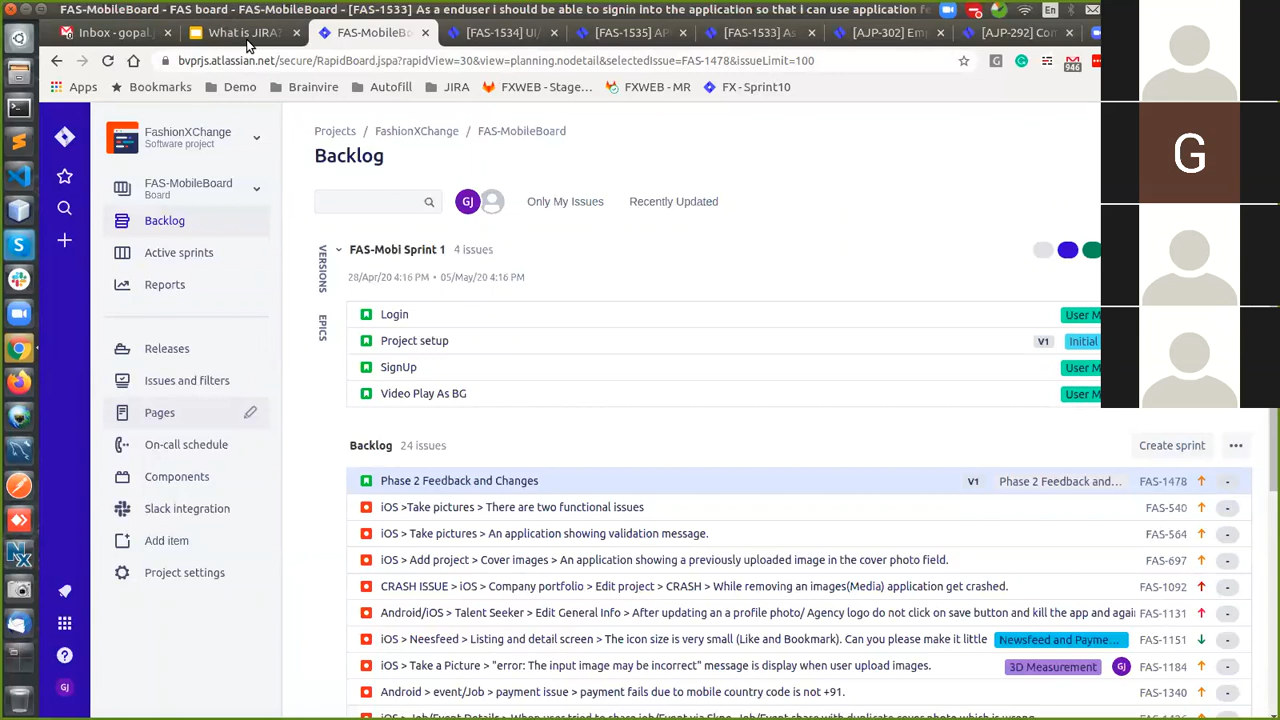 FAS-MobileBoard - FAS board - FAS-MobileBoard - [FAS-1533] As a enduser i should be able to signin into the application so that i can use application
En
Inbox - gopal.
What is JIRA?
FAS-MobileBo
[FAS-1534] UI/
[FAS-1535] AP
[FAS-1533] As
[AJP-302] Em
[AJP-292] Co
bvprjs.atlassian.net/secure/RapidBoard.jspa?rapidView=30&view=planning.nodetail&selectedIssue=FAS-1478&issueLimit=100
946
Apps
Bookmarks
Demo
Brainvire
Autofill
JIRA
FXWEB - Stage...
FXWEB - MR
FX - Sprint10
FashionXChange
Software project
FAS-MobileBoard
Board
Backlog
Active sprints
Reports
Releases
Issues and filters
Pages
On-call schedule
Components
Slack integration
Add item
Project settings
GJ
Projects / FashionXChange / FAS-MobileBoard
Backlog
GJ
Only My Issues
Recently Updated
VERSIONS
EPICS
FAS-Mobi Sprint 1 4 issues
28/Apr/20 4:16 PM • 05/May/20 4:16 PM
Login User M
Project setup V1 Initial
SignUp User M
Video Play As BG User M
Backlog 24 issues
Create sprint
Phase 2 Feedback and Changes V1 Phase 2 Feedback and... FAS-1478 -
iOS >Take pictures > There are two functional issues FAS-540 -
iOS > Take pictures > An application showing validation message. FAS-564 -
iOS > Add project > Cover images > An application showing a previously uploaded image in the cover photo field. FAS-697 -
CRASH ISSUE > iOS > Company portfolio > Edit project > CRASH > While removing an images(Media) application get crashed. FAS-1092 -
Android/iOS > Talent Seeker > Edit General Info > After updating an a profile photo/ Agency logo do not click on save button and kill the app and agai FAS-1131 -
iOS > Neesfeed > Listing and detail screen > The icon size is very small (Like and Bookmark). Can you please make it little Newsfeed and Payme... FAS-1151 -
iOS > Take a Picture > "error: The input image may be incorrect" message is display when user upload images. 3D Measurement GJ FAS-1184 -
Android > event/Job > payment issue > payment fails due to mobile country code is not +91. FAS-1340 -
G